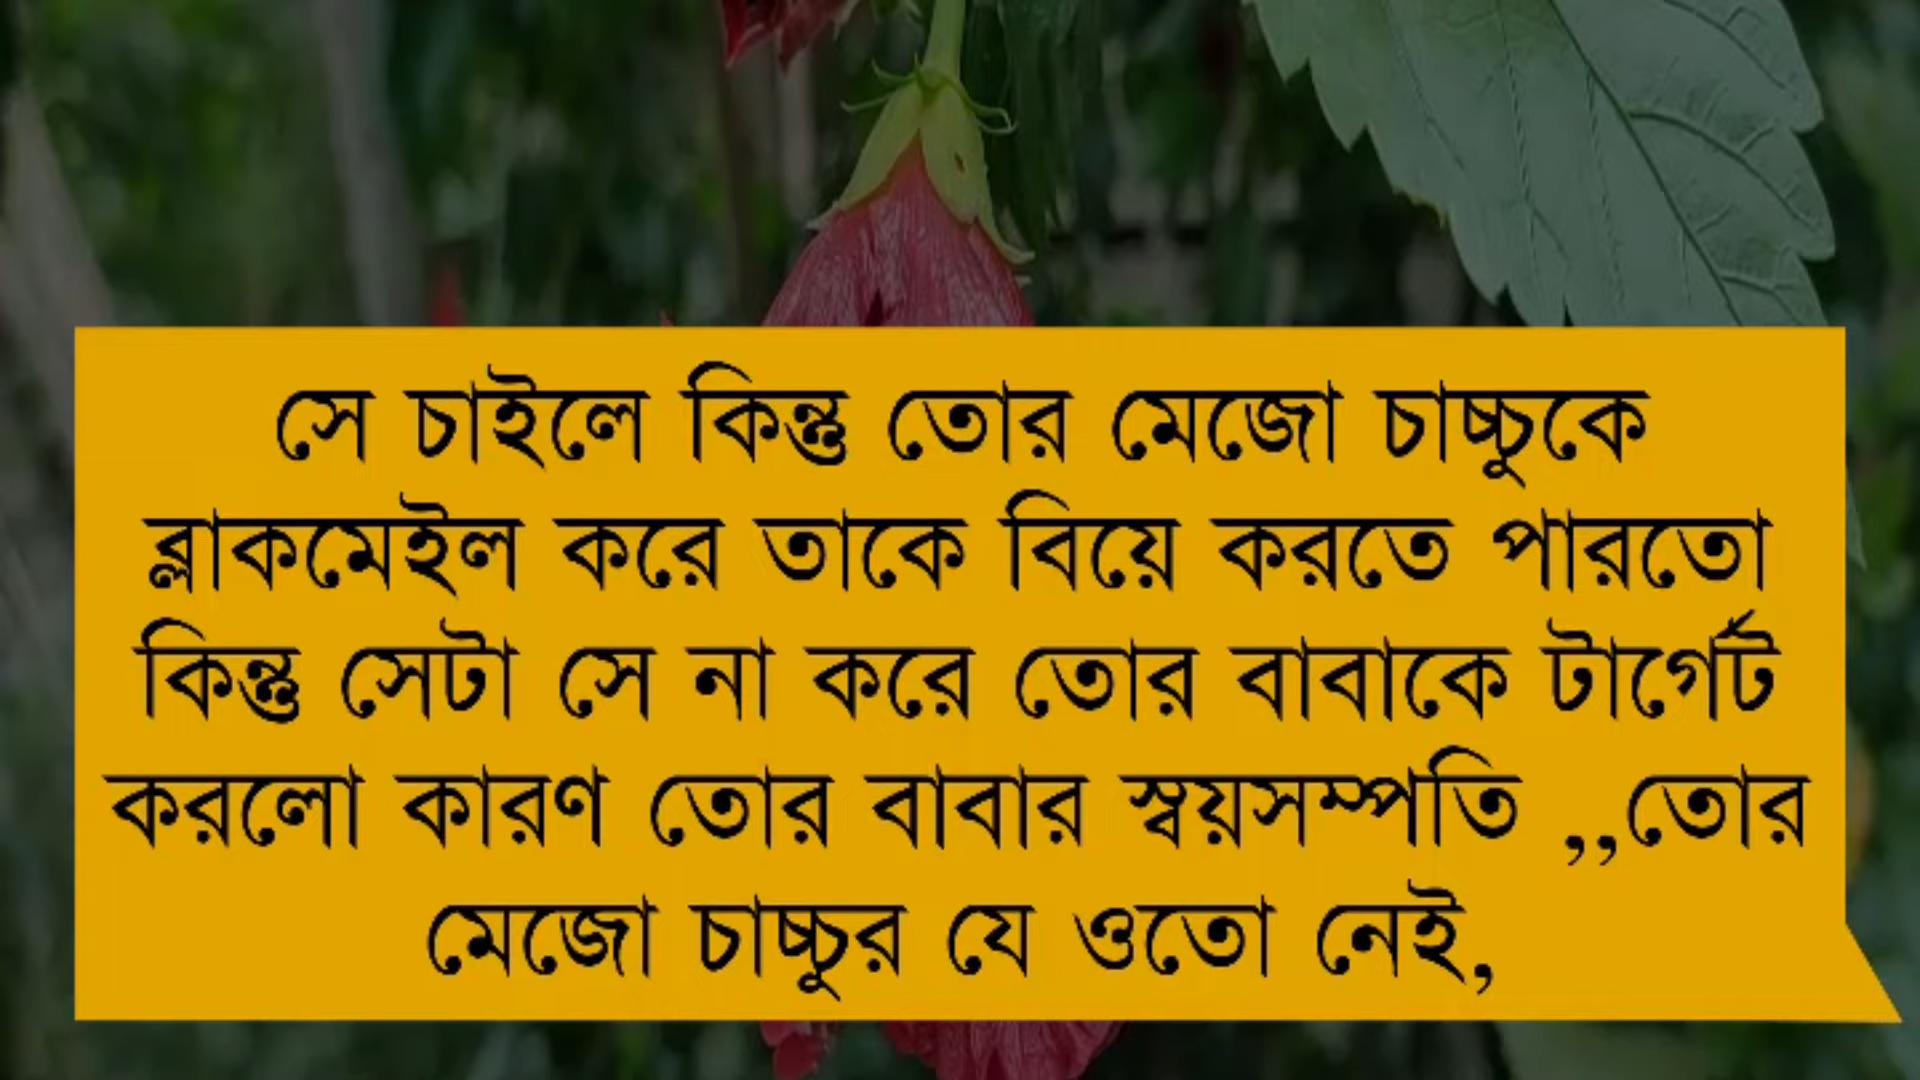 সে চাইলে কিন্তু তোর মেজো চাচ্চুকে
ব্লাকমেইল করে তাকে বিয়ে করতে পারতো
কিন্তু সেটা সে না করে তোর বাবাকে টার্গেট
করলো কারণ তোর বাবার স্বয়সম্পতি ,,তোর
মেজো চাচ্চুর যে ওতো নেই,